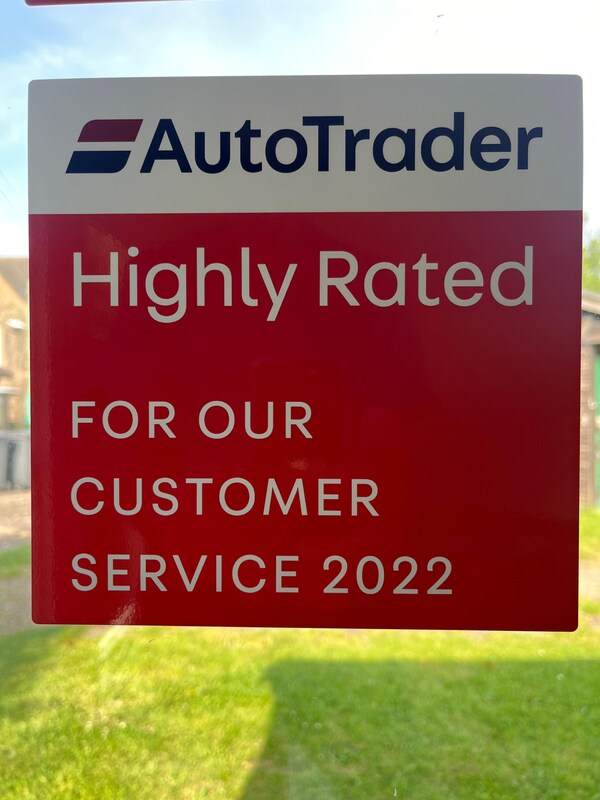 AutoTrader
Highly Rated
FOR OUR
CUSTOMER
SERVICE 2022